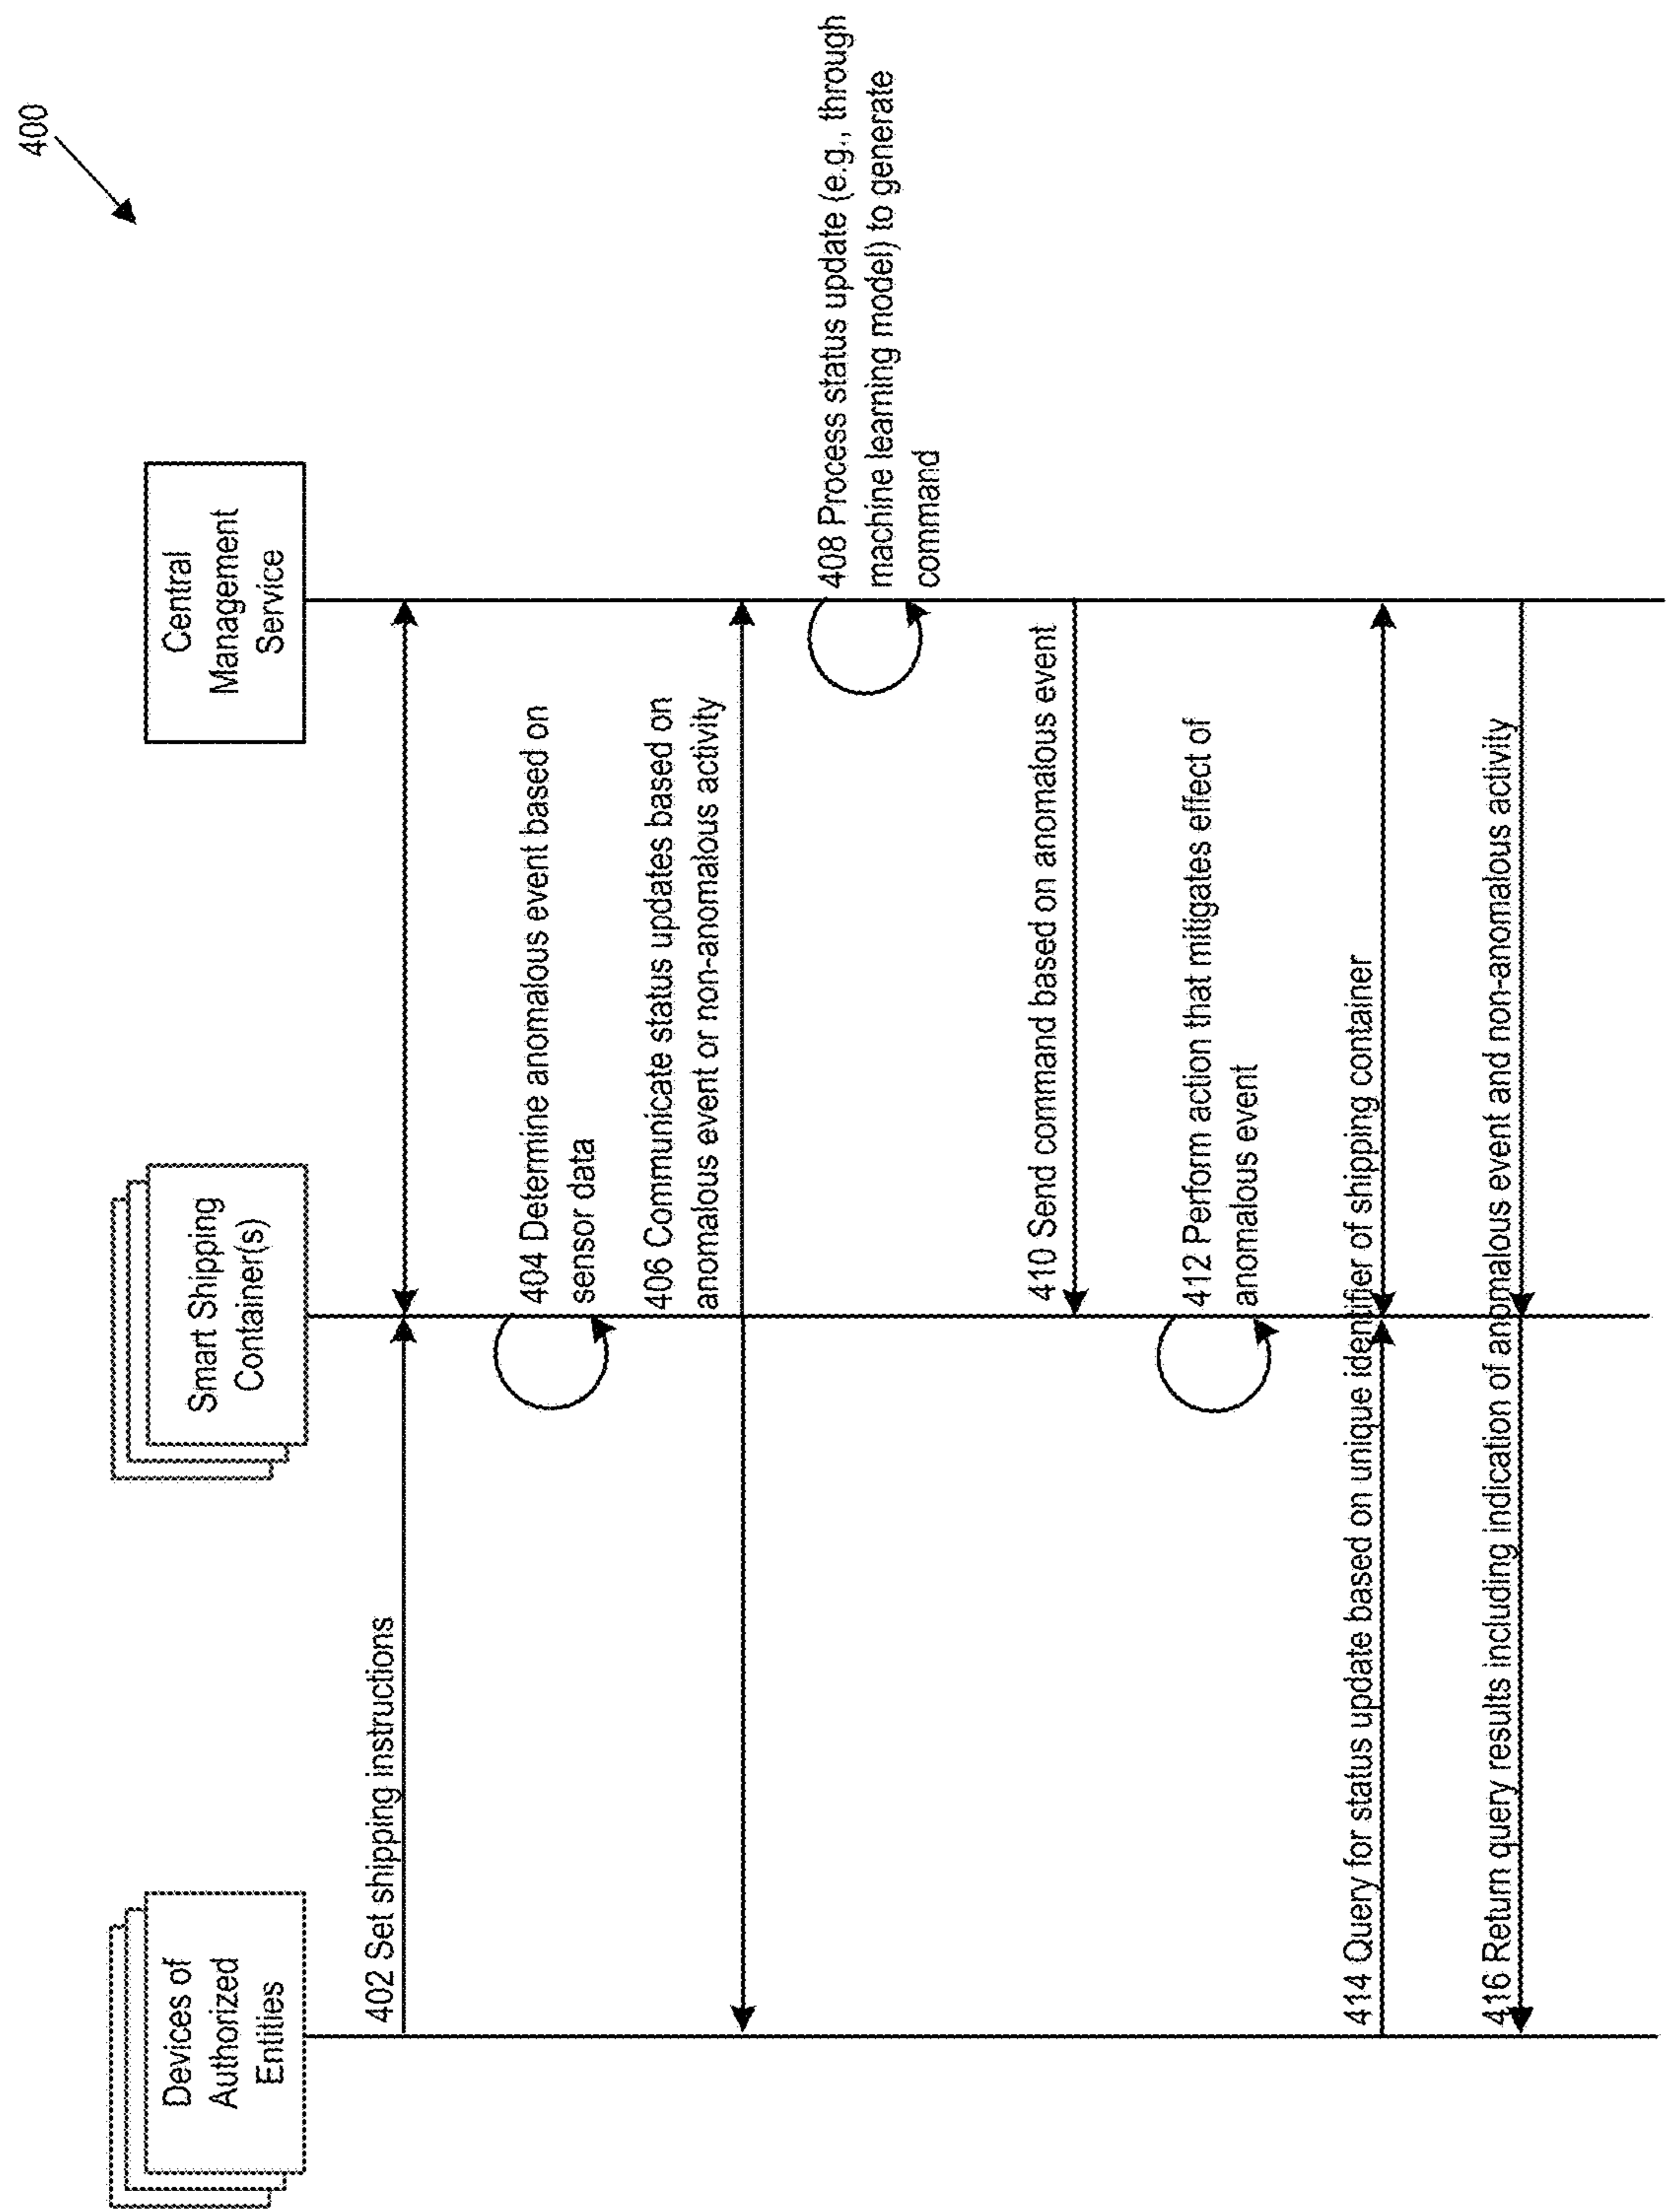 400
Devices of
Authorized
Entities
Smart Shipping
Container(s)
Central
Management
Service
402 Set shipping instructions
404 Determine anomalous event based on
sensor data
406 Communicate status updates based on
anomalous event or non-anomalous activity
408 Process status update (e.g., through
machine learning model) to generate
command
410 Send command based on anomalous event
412 Perform action that mitigates effect of
anomalous event
414 Query for status update based on unique identifier of shipping container
416 Return query results including indication of anomalous event and non-anomalous activity